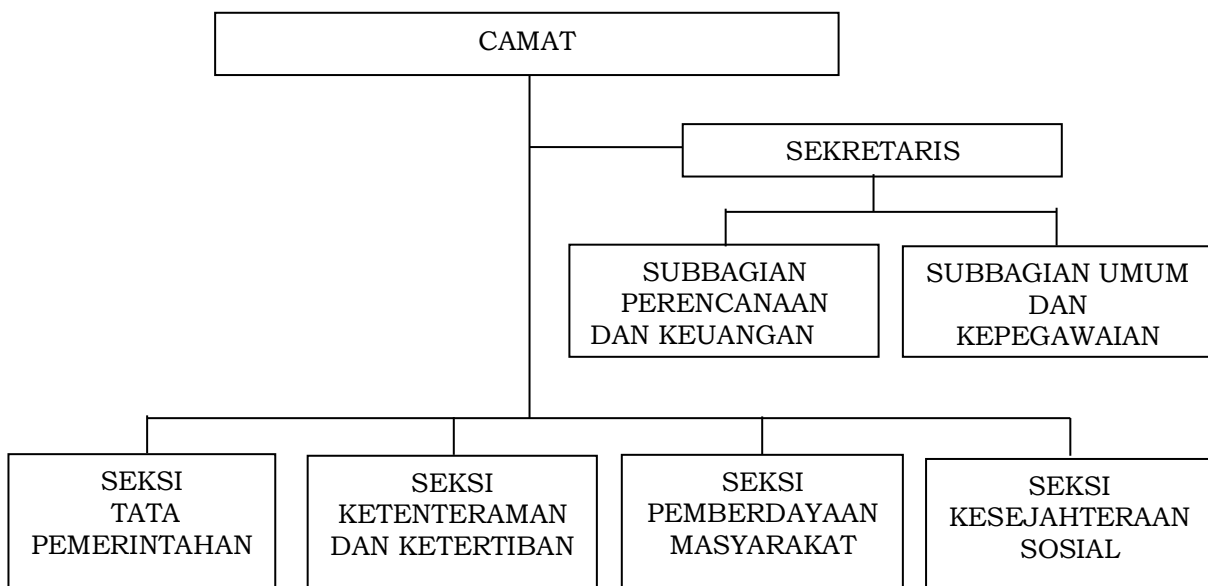 CAMAT
SEKRETARIS
SUBBAGIAN
PERENCANAAN
DAN KEUANGAN
SUBBAGIAN UMUM
DAN
KEPEGAWAIAN
SEKSI
TATA
PEMERINTAHAN
SEKSI
KETENTERAMAN
DAN KETERTIBAN
SEKSI
PEMBERDAYAAN
MASYARAKAT
SEKSI
KESEJAHTERAAN
SOSIAL